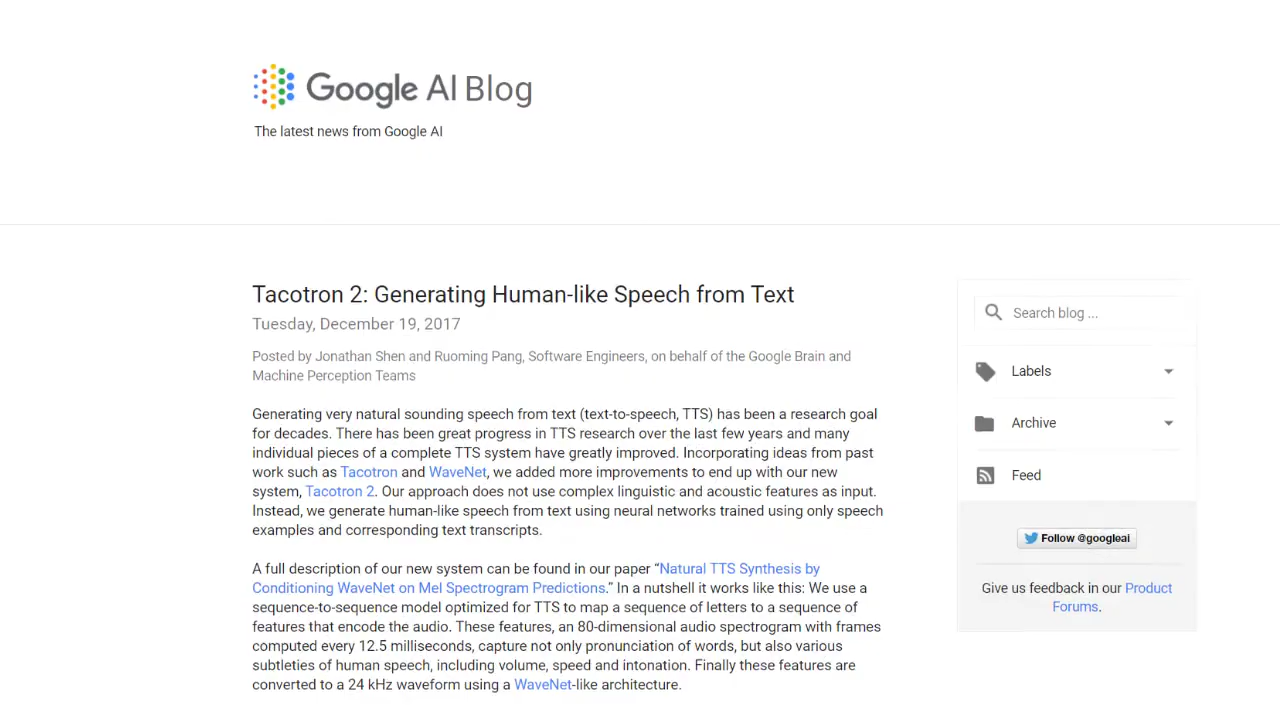 Google AI Blog
The latest news from Google AI
Tacotron 2: Generating Human-like Speech from Text
Tuesday, December 19, 2017
Posted by Jonathan Shen and Ruoming Pang, Software Engineers, on behalf of the Google Brain and
Machine Perception Teams
Generating very natural sounding speech from text (text-to-speech, TTS) has been a research goal
for decades. There has been great progress in TTS research over the last few years and many
individual pieces of a complete TTS system have greatly improved. Incorporating ideas from past
work such as Tacotron and WaveNet, we added more improvements to end up with our new
system, Tacotron 2. Our approach does not use complex linguistic and acoustic features as input.
Instead, we generate human-like speech from text using neural networks trained using only speech
examples and corresponding text transcripts.
A full description of our new system can be found in our paper “Natural TTS Synthesis by
Conditioning WaveNet on Mel Spectrogram Predictions.” In a nutshell it works like this: We use a
sequence-to-sequence model optimized for TTS to map a sequence of letters to a sequence of
features that encode the audio. These features, an 80-dimensional audio spectrogram with frames
computed every 12.5 milliseconds, capture not only pronunciation of words, but also various
subtleties of human speech, including volume, speed and intonation. Finally these features are
converted to a 24 kHz waveform using a WaveNet-like architecture.
Search blog ...
Labels
Archive
Feed
Follow @googleai
Give us feedback in our Product
Forums.